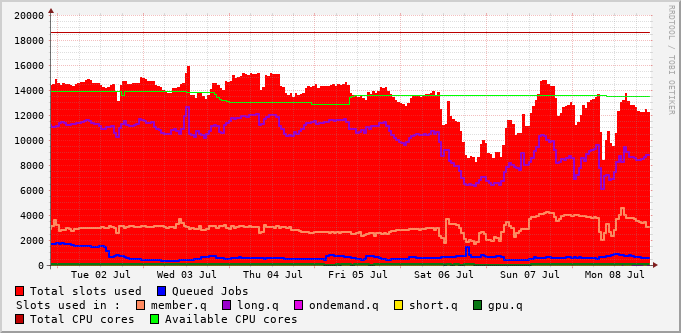 RRDTOOL / TOBI OETIKER
20000
18000
16000
14000
12000
10000
8000
6000
4000
2000
0
Tue 02 Jul Wed 03 Jul Thu 04 Jul Fri 05 Jul Sat 06 Jul Sun 07 Jul Mon 08 Jul
Total slots used Queued Jobs
Slots used in : member.q long.q ondemand.q short.q gpu.q
Total CPU cores Available CPU cores